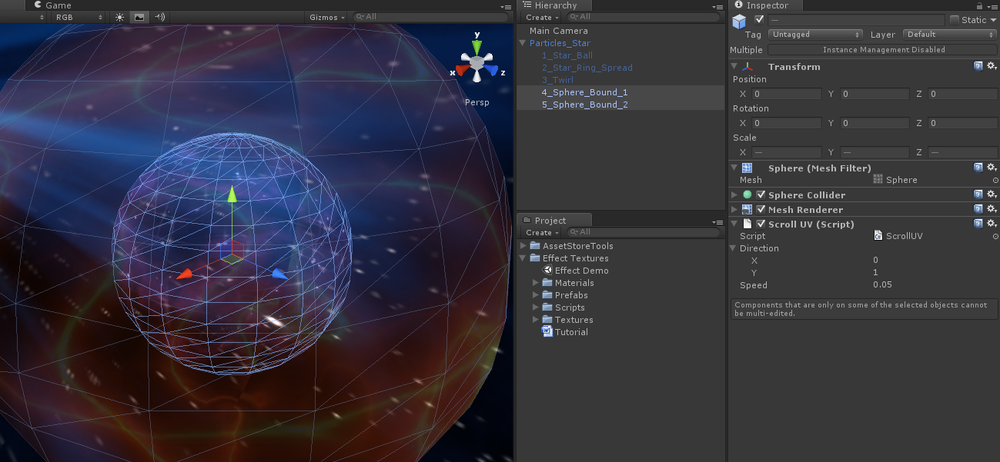 Game
RGB
Gizmos
All
y
x
z
Persp
Hierarchy
Create
All
Main Camera
Particles_Star
1_Star_Ball
2_Star_Ring_Spread
3_Twirl
4_Sphere_Bound_1
5_Sphere_Bound_2
Project
Create
All
AssetStoreTools
Effect Textures
Effect Demo
Materials
Prefabs
Scripts
Textures
Tutorial
Inspector
— Static
Tag Untagged Layer Default
Multiple Instance Management Disabled
Transform
Position
X 0 Y 0 Z 0
Rotation
X 0 Y 0 Z 0
Scale
X — Y — Z —
Sphere (Mesh Filter)
Mesh Sphere
Sphere Collider
Mesh Renderer
Scroll UV (Script)
Script ScrollUV
Direction
X 0
Y 1
Speed 0.05
Components that are only on some of the selected objects cannot
be multi-edited.